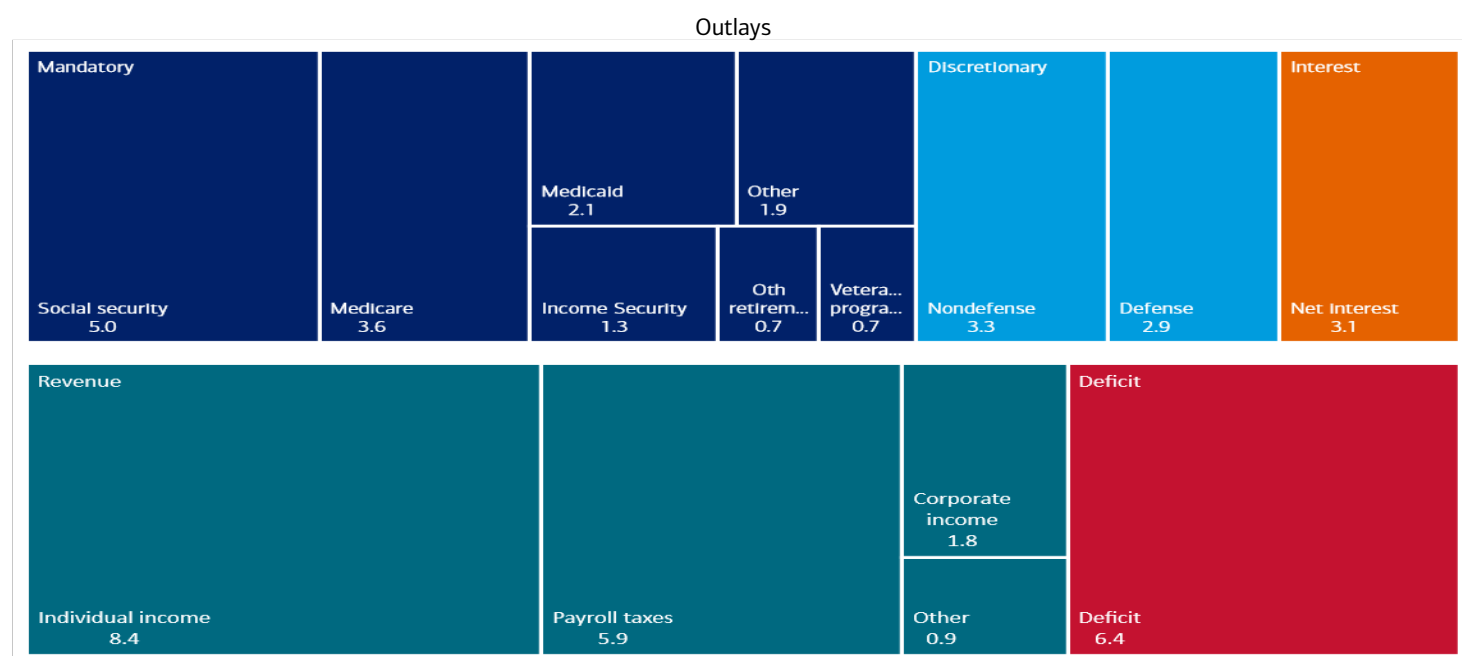 Outlays
Mandatory
Discretionary
Interest
Medicaid
2.1
Other
1.9
Social security
5.0
Medicare
3.6
Income Security
1.3
Oth
retirem...
0.7
Vetera...
progra...
0.7
Nondefense
3.3
Defense
2.9
Net Interest
3.1
Revenue
Deficit
Corporate
income
1.8
Individual income
8.4
Payroll taxes
5.9
Other
0.9
Deficit
6.4